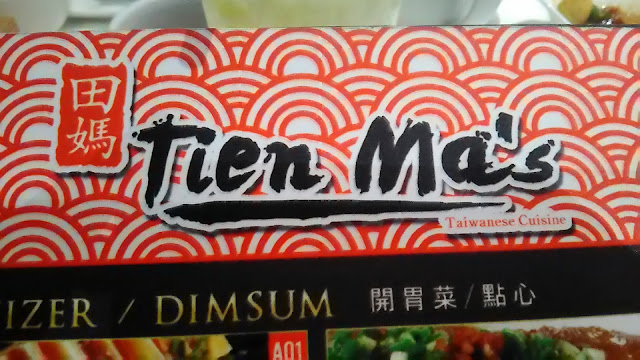 田媽
Tien Ma's
Taiwanese Cuisine
IZER / DIMSUM 開胃菜/點心
A01